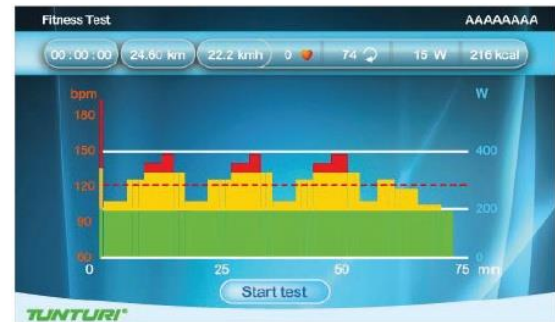 Fitness Test AAAAAAAA
00:00:00 24.60 km 22.2 kmh 0 74 15 W 216 kcal
bpm W
180
150 400
120
90 200
60 0
0 25 50 75 min
Start test
TUNTURI®